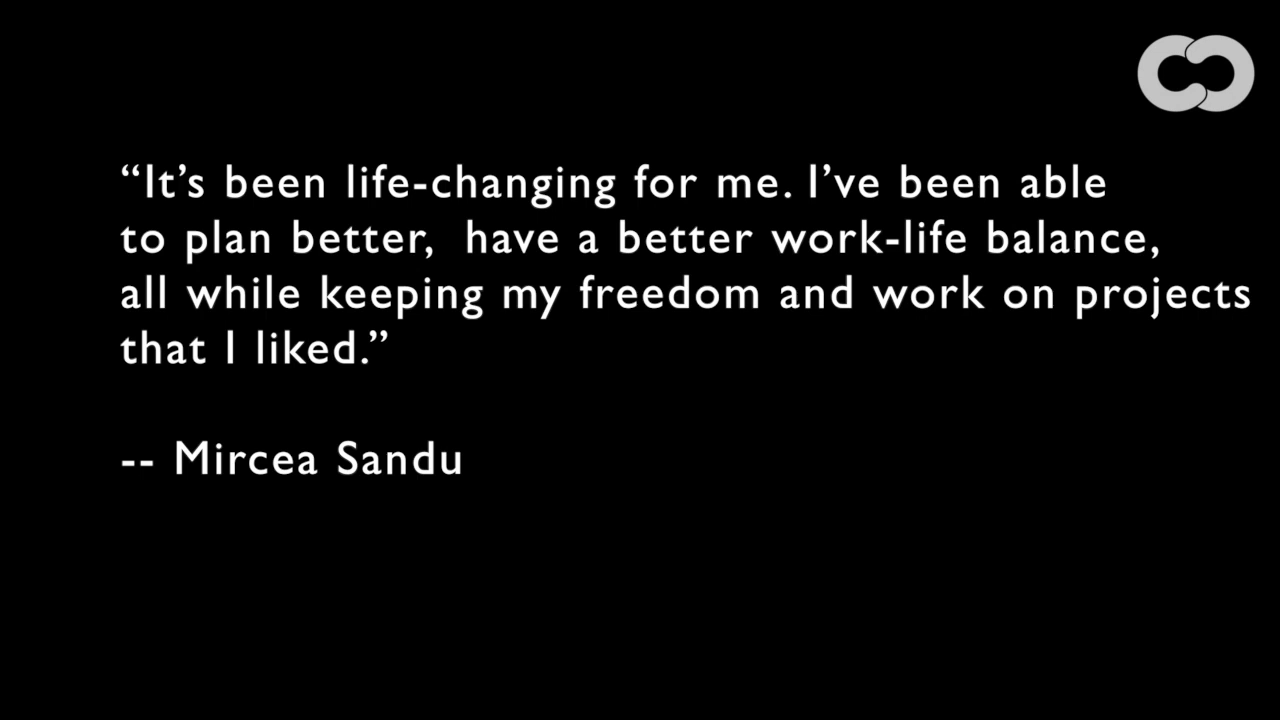 “It’s been life-changing for me. I’ve been able
to plan better,  have a better work-life balance,
all while keeping my freedom and work on projects
that I liked.”
-- Mircea Sandu